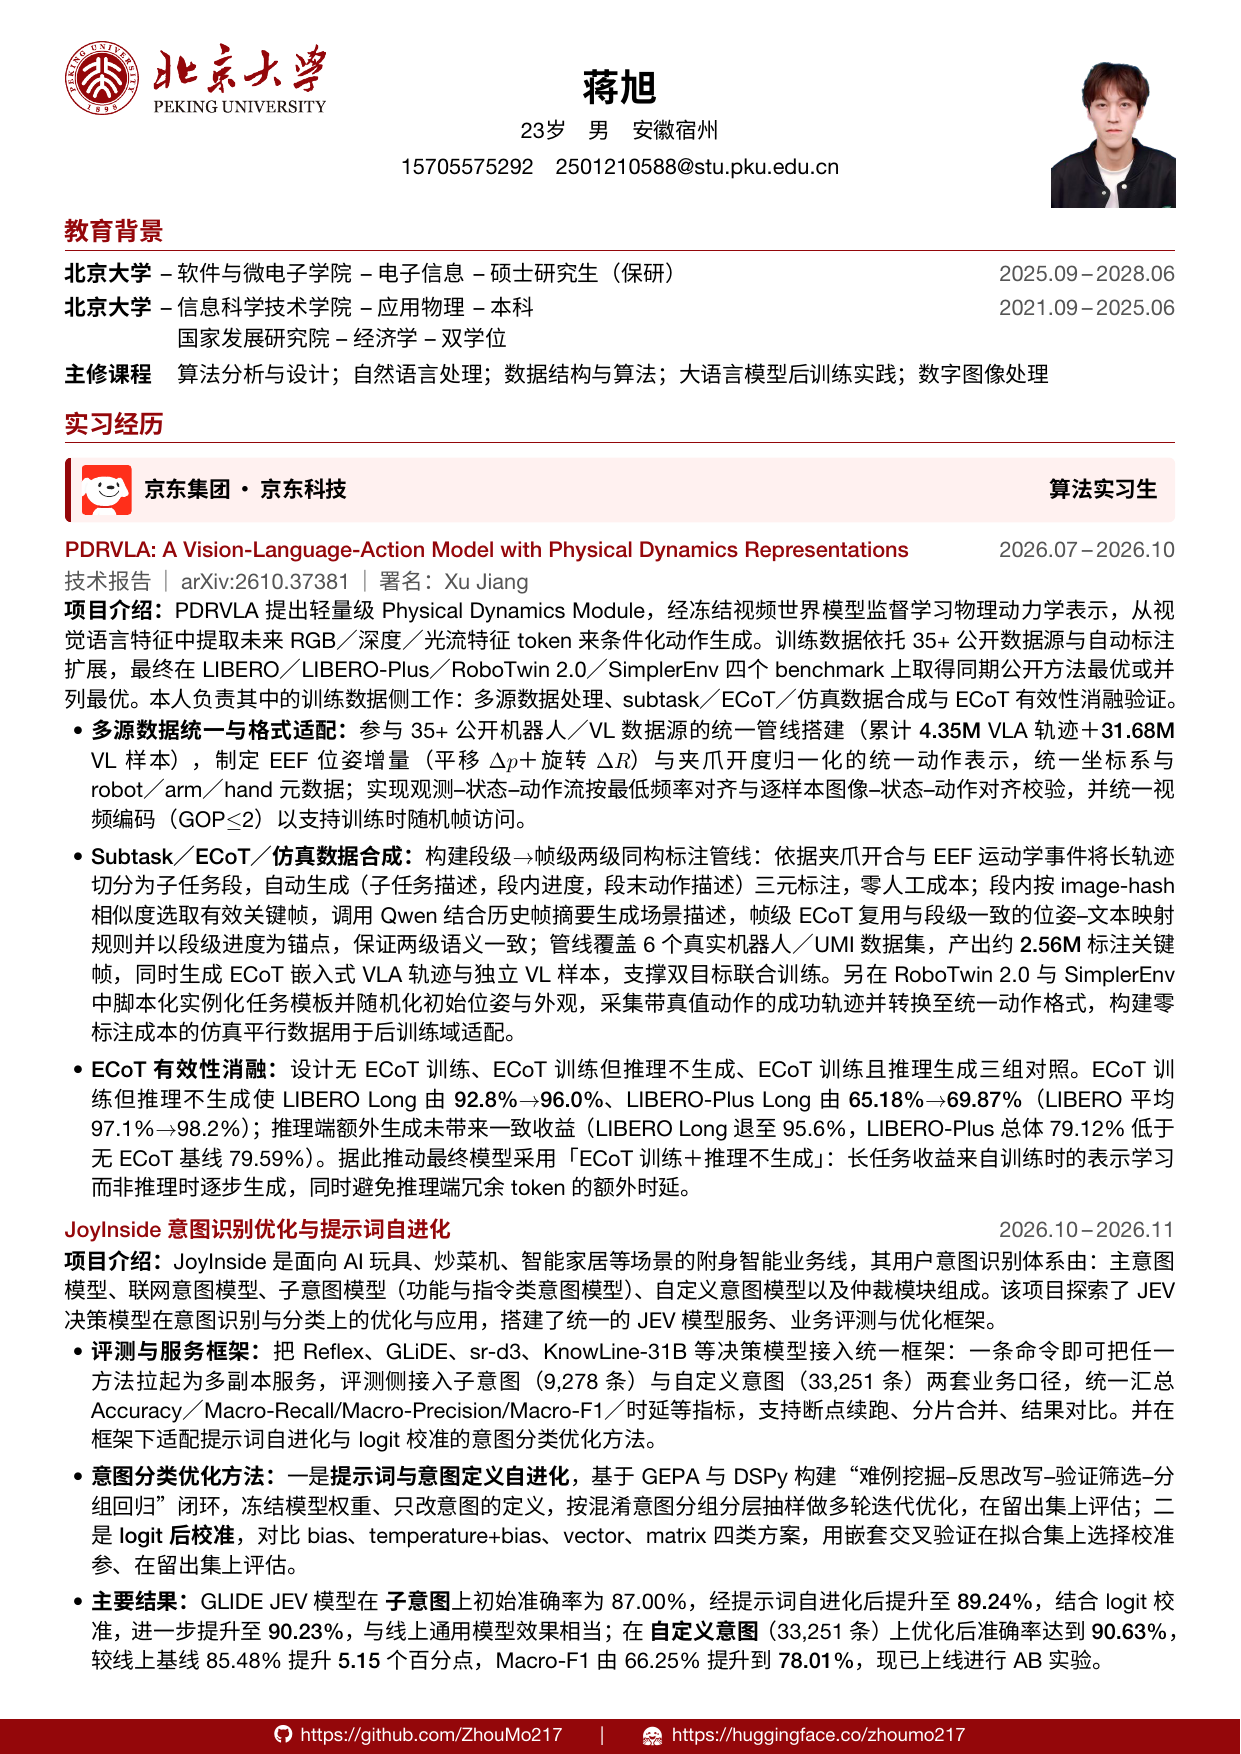 PEKING UNIVERSITY
1898
北京大学
PEKING UNIVERSITY
蒋旭
23岁 男 安徽宿州
15705575292 2501210588@stu.pku.edu.cn
教育背景
北京大学 – 软件与微电子学院 – 电子信息 – 硕士研究生（保研） 2025.09 – 2028.06
北京大学 – 信息科学技术学院 – 应用物理 – 本科 2021.09 – 2025.06
国家发展研究院 – 经济学 – 双学位
主修课程 算法分析与设计；自然语言处理；数据结构与算法；大语言模型后训练实践；数字图像处理
实习经历
京东集团 · 京东科技 算法实习生
PDRVLA: A Vision-Language-Action Model with Physical Dynamics Representations 2026.07 – 2026.10
技术报告 | arXiv:2610.37381 | 署名：Xu Jiang
项目介绍：PDRVLA 提出轻量级 Physical Dynamics Module，经冻结视频世界模型监督学习物理动力学表示，从视
觉语言特征中提取未来 RGB／深度／光流特征 token 来条件化动作生成。训练数据依托 35+ 公开数据源与自动标注
扩展，最终在 LIBERO／LIBERO-Plus／RoboTwin 2.0／SimplerEnv 四个 benchmark 上取得同期公开方法最优或并
列最优。本人负责其中的训练数据侧工作：多源数据处理、subtask／ECoT／仿真数据合成与 ECoT 有效性消融验证。
• 多源数据统一与格式适配：参与 35+ 公开机器人／VL 数据源的统一管线搭建（累计 4.35M VLA 轨迹＋31.68M
VL 样本），制定 EEF 位姿增量（平移 Δp＋旋转 ΔR）与夹爪开度归一化的统一动作表示，统一坐标系与
robot／arm／hand 元数据；实现观测–状态–动作流按最低频率对齐与逐样本图像–状态–动作对齐校验，并统一视
频编码（GOP≤2）以支持训练时随机帧访问。
• Subtask／ECoT／仿真数据合成：构建段级→帧级两级同构标注管线：依据夹爪开合与 EEF 运动学事件将长轨迹
切分为子任务段，自动生成（子任务描述，段内进度，段末动作描述）三元标注，零人工成本；段内按 image-hash
相似度选取有效关键帧，调用 Qwen 结合历史帧摘要生成场景描述，帧级 ECoT 复用与段级一致的位姿–文本映射
规则并以段级进度为锚点，保证两级语义一致；管线覆盖 6 个真实机器人／UMI 数据集，产出约 2.56M 标注关键
帧，同时生成 ECoT 嵌入式 VLA 轨迹与独立 VL 样本，支撑双目标联合训练。另在 RoboTwin 2.0 与 SimplerEnv
中脚本化实例化任务模板并随机化初始位姿与外观，采集带真值动作的成功轨迹并转换至统一动作格式，构建零
标注成本的仿真平行数据用于后训练域适配。
• ECoT 有效性消融：设计无 ECoT 训练、ECoT 训练但推理不生成、ECoT 训练且推理生成三组对照。ECoT 训
练但推理不生成使 LIBERO Long 由 92.8%→96.0%、LIBERO-Plus Long 由 65.18%→69.87%（LIBERO 平均
97.1%→98.2%）；推理端额外生成未带来一致收益（LIBERO Long 退至 95.6%，LIBERO-Plus 总体 79.12% 低于
无 ECoT 基线 79.59%）。据此推动最终模型采用「ECoT 训练＋推理不生成」：长任务收益来自训练时的表示学习
而非推理时逐步生成，同时避免推理端冗余 token 的额外时延。
JoyInside 意图识别优化与提示词自进化 2026.10 – 2026.11
项目介绍：JoyInside 是面向 AI 玩具、炒菜机、智能家居等场景的附身智能业务线，其用户意图识别体系由：主意图
模型、联网意图模型、子意图模型（功能与指令类意图模型）、自定义意图模型以及仲裁模块组成。该项目探索了 JEV
决策模型在意图识别与分类上的优化与应用，搭建了统一的 JEV 模型服务、业务评测与优化框架。
• 评测与服务框架：把 Reflex、GLiDE、sr-d3、KnowLine-31B 等决策模型接入统一框架：一条命令即可把任一
方法拉起为多副本服务，评测侧接入子意图（9,278 条）与自定义意图（33,251 条）两套业务口径，统一汇总
Accuracy／Macro-Recall/Macro-Precision/Macro-F1／时延等指标，支持断点续跑、分片合并、结果对比。并在
框架下适配提示词自进化与 logit 校准的意图分类优化方法。
• 意图分类优化方法：一是提示词与意图定义自进化，基于 GEPA 与 DSPy 构建“难例挖掘–反思改写–验证筛选–分
组回归”闭环，冻结模型权重、只改意图的定义，按混淆意图分组分层抽样做多轮迭代优化，在留出集上评估；二
是 logit 后校准，对比 bias、temperature+bias、vector、matrix 四类方案，用嵌套交叉验证在拟合集上选择校准
参、在留出集上评估。
• 主要结果：GLIDE JEV 模型在 子意图上初始准确率为 87.00%，经提示词自进化后提升至 89.24%，结合 logit 校
准，进一步提升至 90.23%，与线上通用模型效果相当；在 自定义意图（33,251 条）上优化后准确率达到 90.63%，
较线上基线 85.48% 提升 5.15 个百分点，Macro-F1 由 66.25% 提升到 78.01%，现已上线进行 AB 实验。
https://github.com/ZhouMo217 | https://huggingface.co/zhoumo217